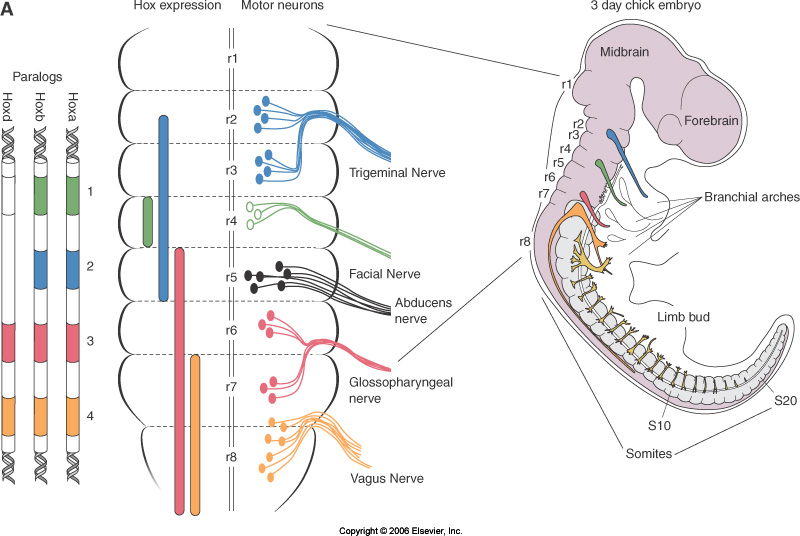 A
Hox expression
Motor neurons
3 day chick embryo
Paralogs
Hoxd
Hoxb
Hoxa
1
2
3
4
r1
r2
r3
r4
r5
r6
r7
r8
Trigeminal Nerve
Facial Nerve
Abducens
nerve
Glossopharyngeal
nerve
Vagus Nerve
Midbrain
Forebrain
r1
r2
r3
r4
r5
r6
r7
r8
Branchial arches
Limb bud
S10
S20
Somites
Copyright © 2006 Elsevier, Inc.